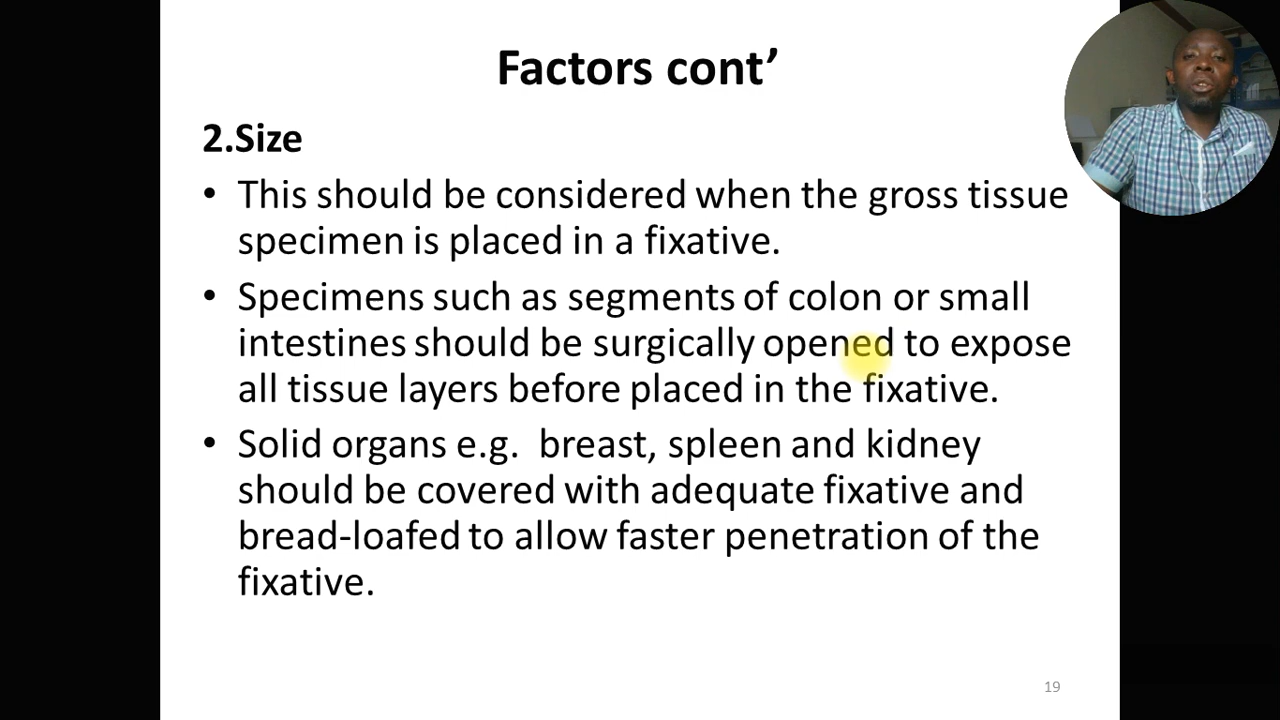 Factors cont’
2.Size
• This should be considered when the gross tissue
specimen is placed in a fixative.
• Specimens such as segments of colon or small
intestines should be surgically opened to expose
all tissue layers before placed in the fixative.
• Solid organs e.g. breast, spleen and kidney
should be covered with adequate fixative and
bread-loafed to allow faster penetration of the
fixative.
19